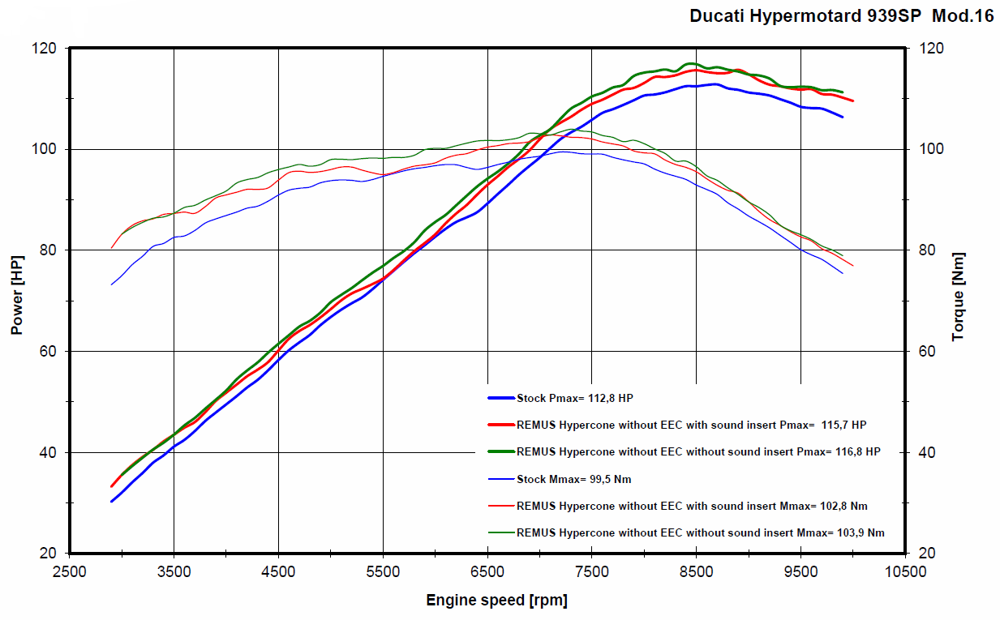 Ducati Hypermotard 939SP Mod.16
120
100
80
60
40
20
Power [HP]
120
100
80
60
40
20
Torque [Nm]
Stock Pmax= 112,8 HP
REMUS Hypercone without EEC with sound insert Pmax= 115,7 HP
REMUS Hypercone without EEC without sound insert Pmax= 116,8 HP
Stock Mmax= 99,5 Nm
REMUS Hypercone without EEC with sound insert Mmax= 102,8 Nm
REMUS Hypercone without EEC without sound insert Mmax= 103,9 Nm
2500 3500 4500 5500 6500 7500 8500 9500 10500
Engine speed [rpm]